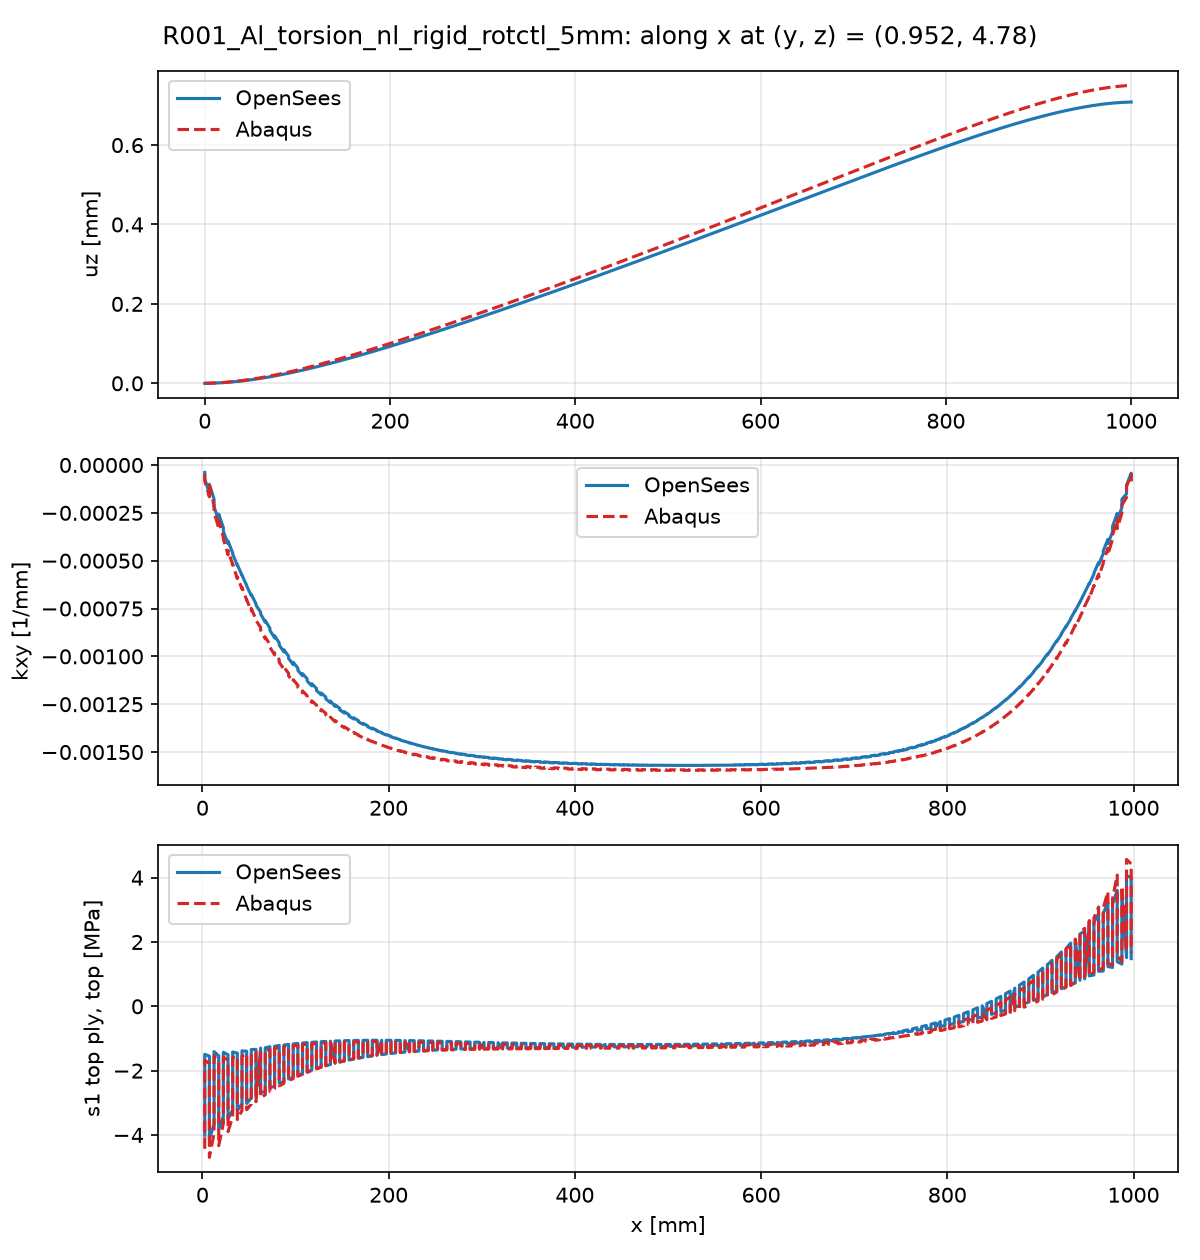 R001_Al_torsion_nl_rigid_rotctl_5mm: along x at (y, z) = (0.952, 4.78)
OpenSees
Abaqus
uz [mm]
0.6
0.4
0.2
0.0
0 200 400 600 800 1000
OpenSees
Abaqus
kxy [1/mm]
0.00000
−0.00025
−0.00050
−0.00075
−0.00100
−0.00125
−0.00150
0 200 400 600 800 1000
OpenSees
Abaqus
s1 top ply, top [MPa]
4
2
0
−2
−4
0 200 400 600 800 1000
x [mm]